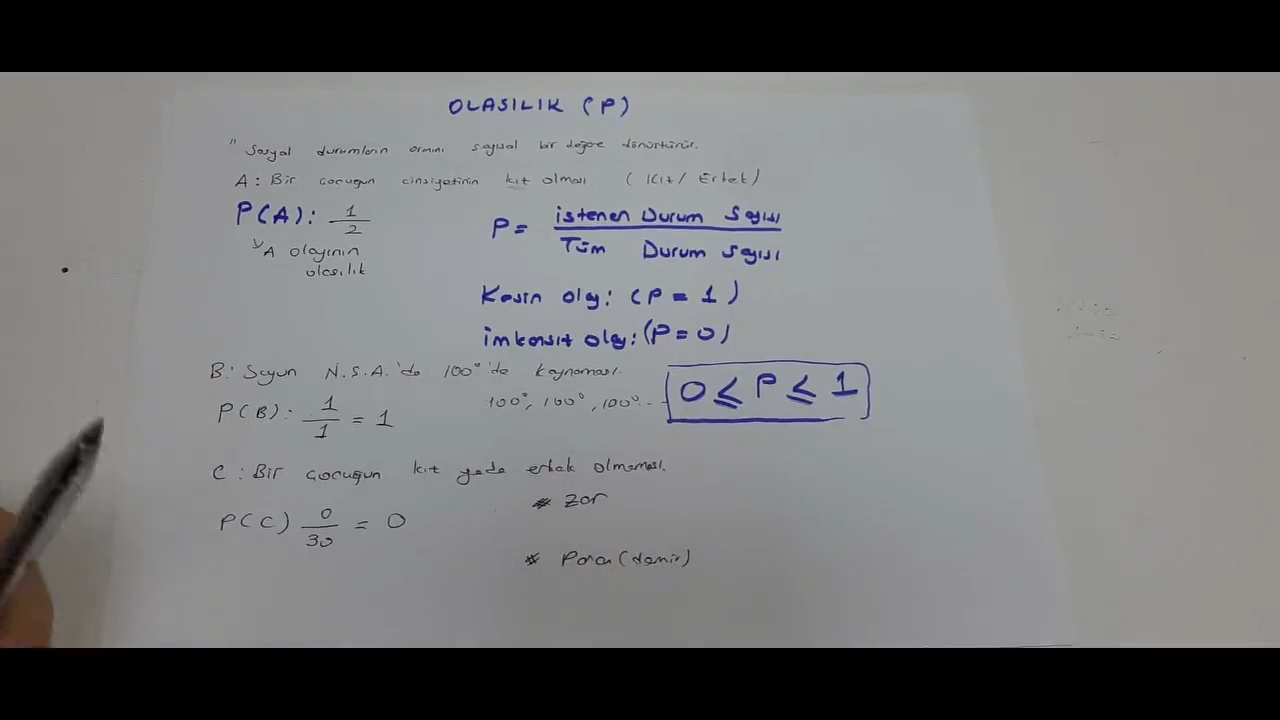 OLASILIK (P)
" Sosyal durumların oranını sayısal bir değere dönüştürür.
A: Bir çocuğun cinsiyetinin kız olması ( Kız/ Erkek)
P(A): 1/2
A olayının
olasılık
P= istenen Durum Sayısı
Tüm Durum Sayısı
Kesin olay: (P = 1)
imkansız olay: (P=0)
B: Suyun N.S.A.'da 100°'de kaynaması.
P(B): 1/1 = 1
100°, 100°, 100°...
0 ≤ P ≤ 1
C: Bir çocuğun kız yada erkek olmaması.
P(C) 0/30 = 0
* Zar
* Para (demir)